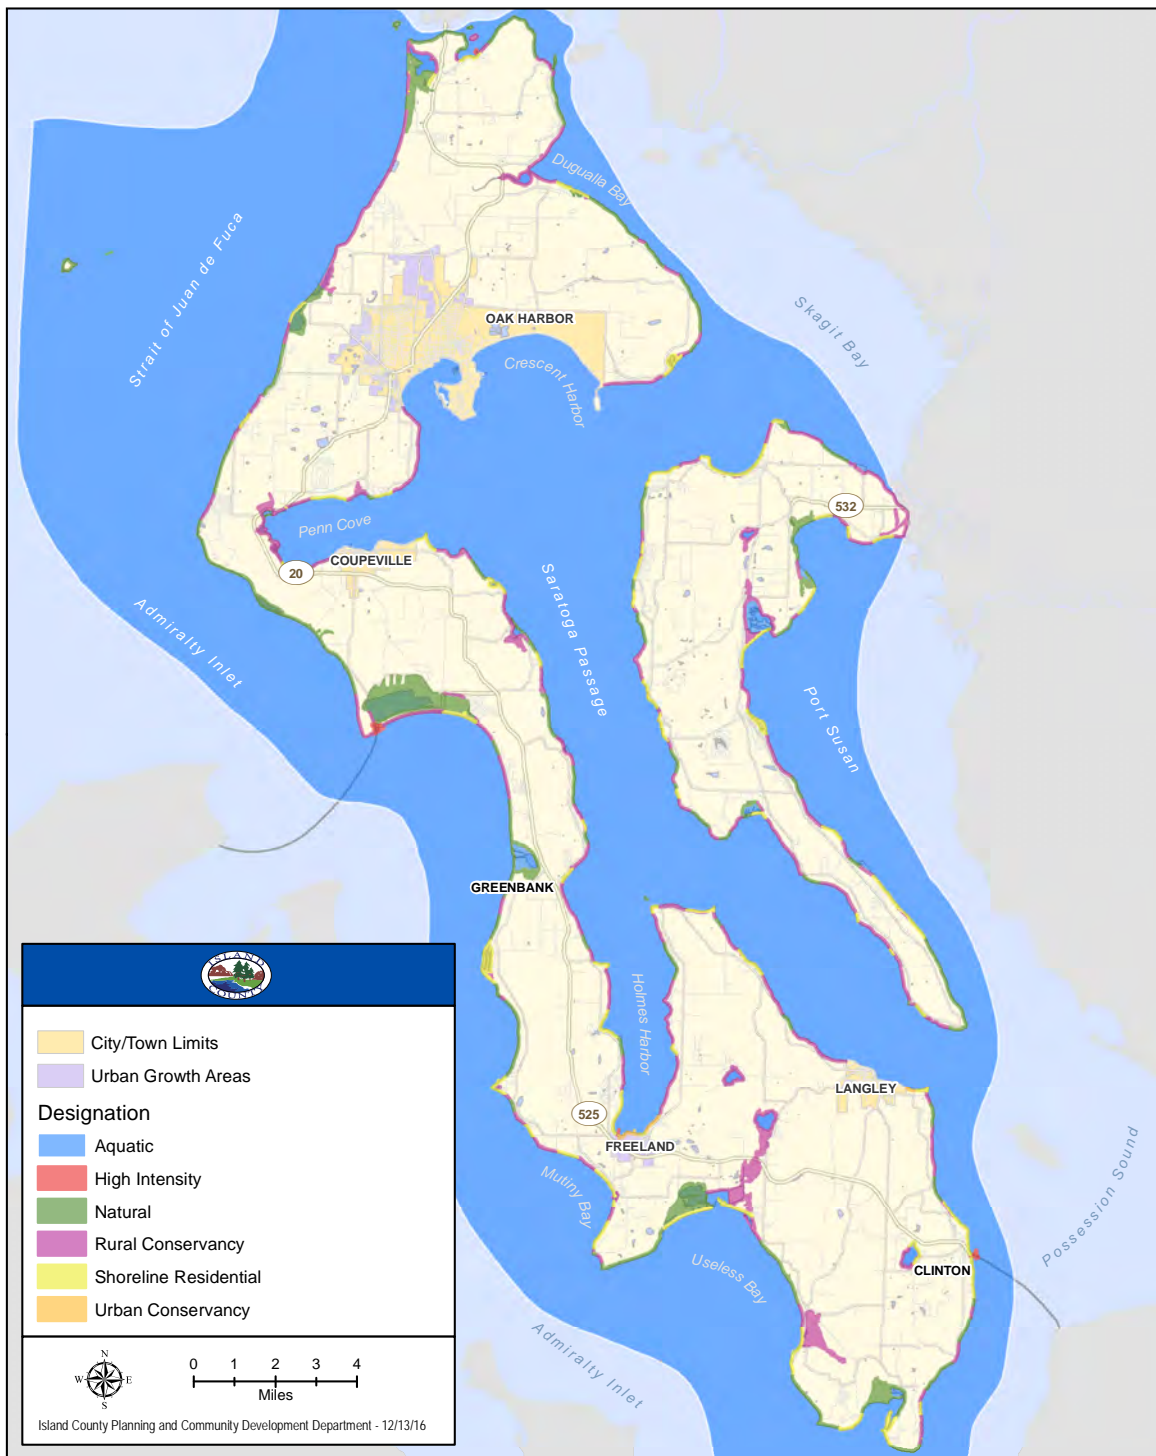 Dugualla Bay
Strait of Juan de Fuca
Skagit Bay
OAK HARBOR
Crescent Harbor
532
Penn Cove
COUPEVILLE
20
Saratoga Passage
Admiralty Inlet
Port Susan
GREENBANK
Holmes Harbor
LANGLEY
525
FREELAND
Mutiny Bay
Possession Sound
Useless Bay
CLINTON
Admiralty Inlet
ISLAND
COUNTY
City/Town Limits
Urban Growth Areas
Designation
Aquatic
High Intensity
Natural
Rural Conservancy
Shoreline Residential
Urban Conservancy
N
W E
S
0 1 2 3 4
Miles
Island County Planning and Community Development Department - 12/13/16